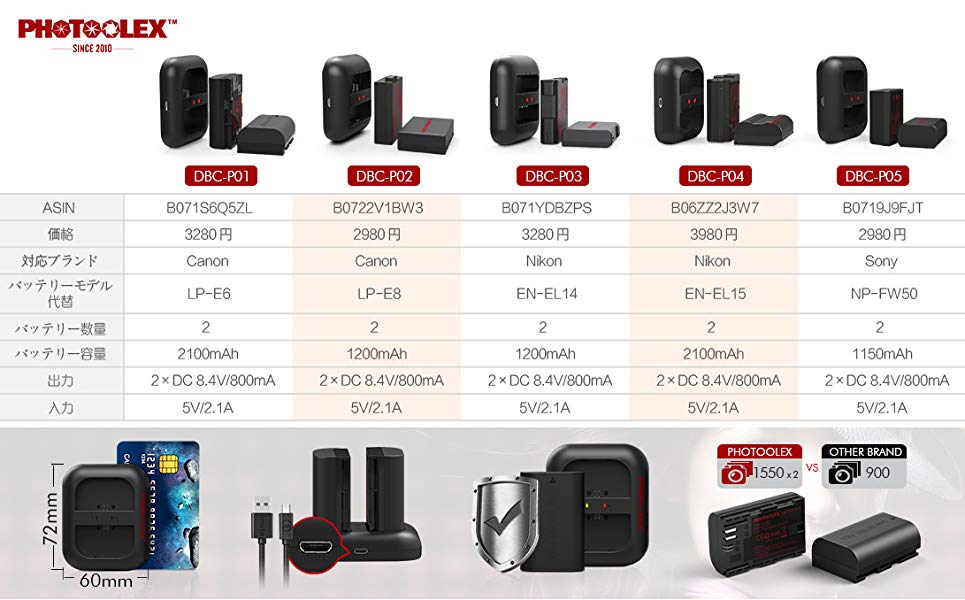 PHOTOOLEX™
SINCE 2010
DBC-P01 DBC-P02 DBC-P03 DBC-P04 DBC-P05
ASIN B071S6Q5ZL B0722V1BW3 B071YDBZPS B06ZZ2J3W7 B0719J9FJT
価格 3280円 2980円 3280円 3980円 2980円
対応ブランド Canon Canon Nikon Nikon Sony
バッテリーモデル
代替 LP-E6 LP-E8 EN-EL14 EN-EL15 NP-FW50
バッテリー数量 2 2 2 2 2
バッテリー容量 2100mAh 1200mAh 1200mAh 2100mAh 1150mAh
出力 2×DC 8.4V/800mA 2×DC 8.4V/800mA 2×DC 8.4V/800mA 2×DC 8.4V/800mA 2×DC 8.4V/800mA
入力 5V/2.1A 5V/2.1A 5V/2.1A 5V/2.1A 5V/2.1A
72mm
60mm
PHOTOOLEX
1550 x 2
VS
OTHER BRAND
900